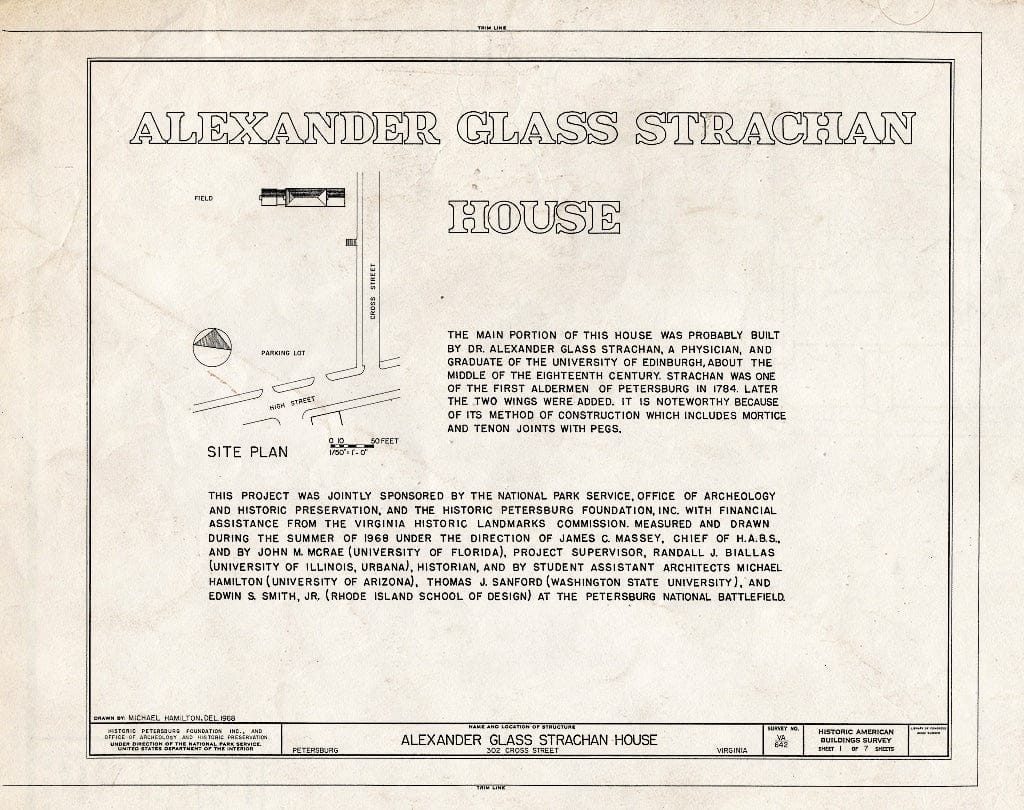 TRIM LINE
ALEXANDER GLASS STRACHAN
HOUSE
FIELD
CROSS STREET
PARKING LOT
HIGH STREET
SITE PLAN
0 10 50 FEET
1/50"=1'-0"
THE MAIN PORTION OF THIS HOUSE WAS PROBABLY BUILT
BY DR. ALEXANDER GLASS STRACHAN, A PHYSICIAN, AND
GRADUATE OF THE UNIVERSITY OF EDINBURGH, ABOUT THE
MIDDLE OF THE EIGHTEENTH CENTURY. STRACHAN WAS ONE
OF THE FIRST ALDERMEN OF PETERSBURG IN 1784. LATER
THE TWO WINGS WERE ADDED. IT IS NOTEWORTHY BECAUSE
OF ITS METHOD OF CONSTRUCTION WHICH INCLUDES MORTICE
AND TENON JOINTS WITH PEGS.
THIS PROJECT WAS JOINTLY SPONSORED BY THE NATIONAL PARK SERVICE, OFFICE OF ARCHEOLOGY
AND HISTORIC PRESERVATION, AND THE HISTORIC PETERSBURG FOUNDATION, INC. WITH FINANCIAL
ASSISTANCE FROM THE VIRGINIA HISTORIC LANDMARKS COMMISSION. MEASURED AND DRAWN
DURING THE SUMMER OF 1968 UNDER THE DIRECTION OF JAMES C. MASSEY, CHIEF OF H.A.B.S.,
AND BY JOHN M. MCRAE (UNIVERSITY OF FLORIDA), PROJECT SUPERVISOR, RANDALL J. BIALLAS
(UNIVERSITY OF ILLINOIS, URBANA), HISTORIAN, AND BY STUDENT ASSISTANT ARCHITECTS MICHAEL
HAMILTON (UNIVERSITY OF ARIZONA), THOMAS J. SANFORD (WASHINGTON STATE UNIVERSITY), AND
EDWIN S. SMITH, JR. (RHODE ISLAND SCHOOL OF DESIGN) AT THE PETERSBURG NATIONAL BATTLEFIELD.
DRAWN BY: MICHAEL HAMILTON, DEL. 1968
HISTORIC PETERSBURG FOUNDATION INC., AND
OFFICE OF ARCHEOLOGY AND HISTORIC PRESERVATION
UNDER DIRECTION OF THE NATIONAL PARK SERVICE,
UNITED STATES DEPARTMENT OF THE INTERIOR
PETERSBURG
NAME AND LOCATION OF STRUCTURE
ALEXANDER GLASS STRACHAN HOUSE
302 CROSS STREET
VIRGINIA
SURVEY NO.
VA
642
HISTORIC AMERICAN
BUILDINGS SURVEY
SHEET 1 OF 7 SHEETS
LIBRARY OF CONGRESS
TRIM LINE